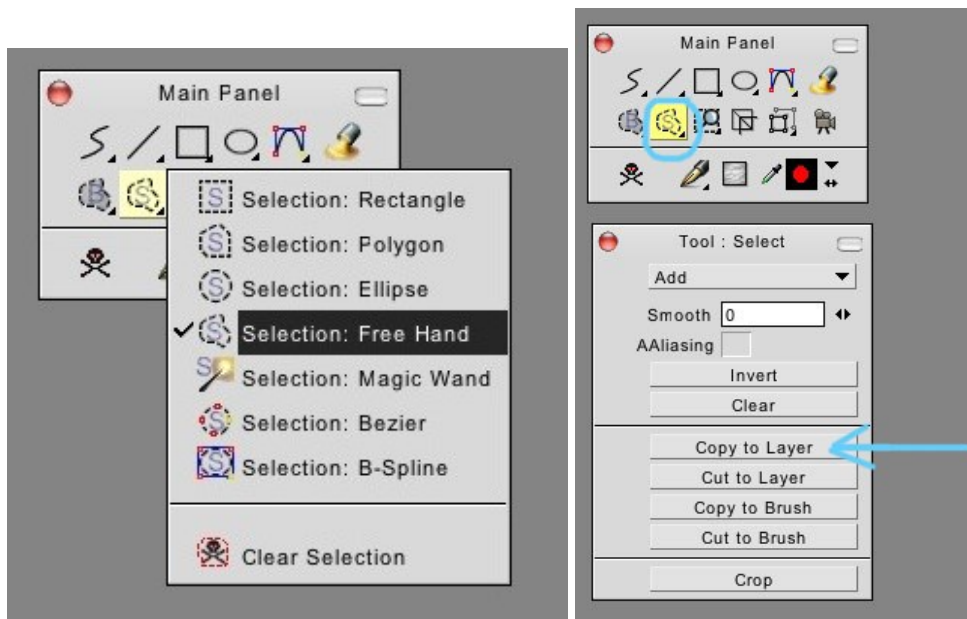 Main Panel
Selection: Rectangle
Selection: Polygon
Selection: Ellipse
Selection: Free Hand
Selection: Magic Wand
Selection: Bezier
Selection: B-Spline
Clear Selection
Main Panel
Tool : Select
Add
Smooth 0
AAliasing
Invert
Clear
Copy to Layer
Cut to Layer
Copy to Brush
Cut to Brush
Crop